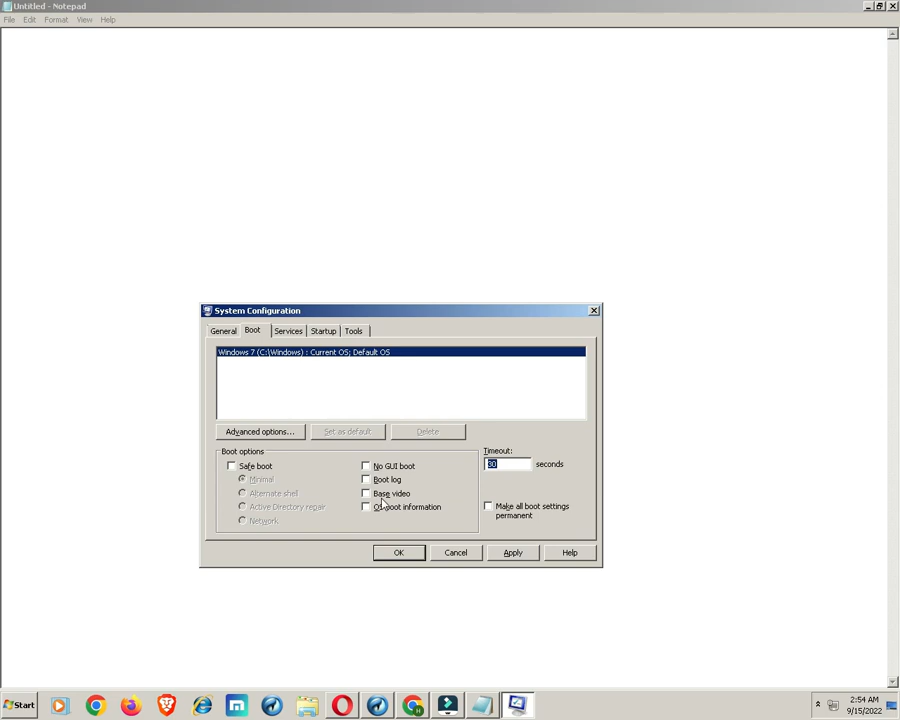 Untitled - Notepad
File Edit Format View Help
System Configuration
General Boot Services Startup Tools
Windows 7 (C:\Windows) : Current OS; Default OS
Advanced options... Set as default Delete
Boot options
Timeout:
Safe boot
No GUI boot
30 seconds
Minimal
Boot log
Alternate shell
Base video
Active Directory repair
boot information
Make all boot settings
permanent
Network
OK Cancel Apply Help
Start
2:54 AM
9/15/2022